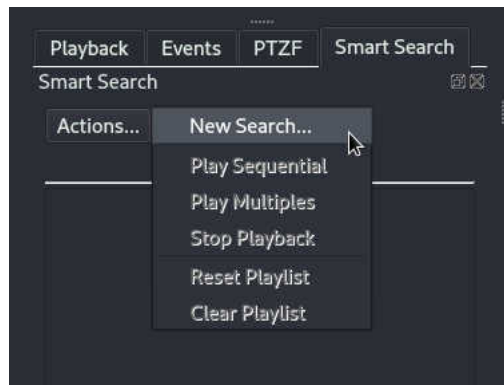 Playback Events PTZF Smart Search
Smart Search
Actions... New Search...
Play Sequential
Play Multiples
Stop Playback
Reset Playlist
Clear Playlist